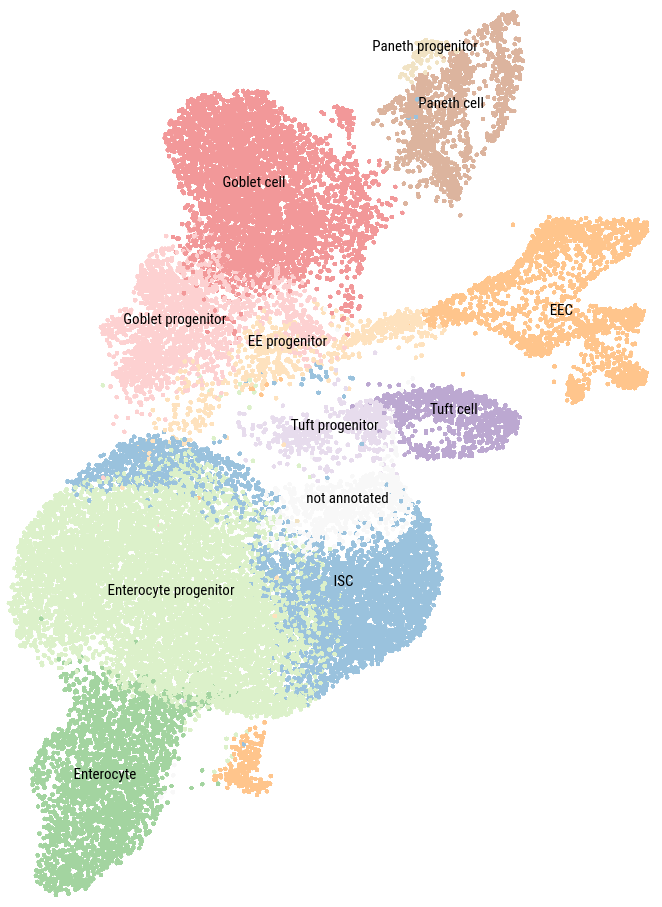 Paneth progenitor
Paneth cell
Goblet cell
EEC
Goblet progenitor
EE progenitor
Tuft cell
Tuft progenitor
not annotated
ISC
Enterocyte progenitor
Enterocyte